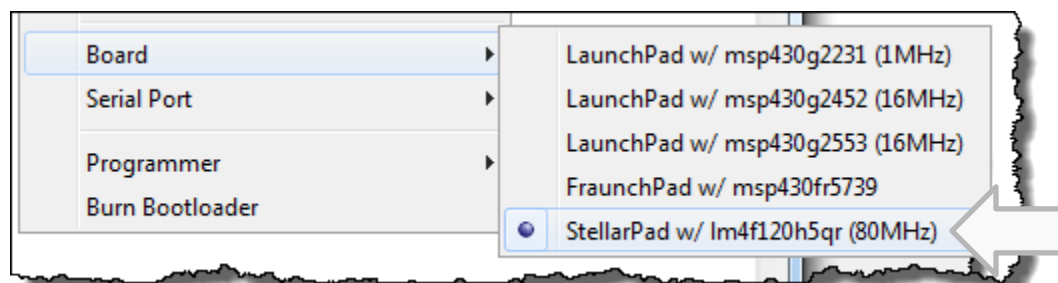 Board
Serial Port
Programmer
Burn Bootloader
LaunchPad w/ msp430g2231 (1MHz)
LaunchPad w/ msp430g2452 (16MHz)
LaunchPad w/ msp430g2553 (16MHz)
FraunchPad w/ msp430fr5739
StellarPad w/ lm4f120h5qr (80MHz)